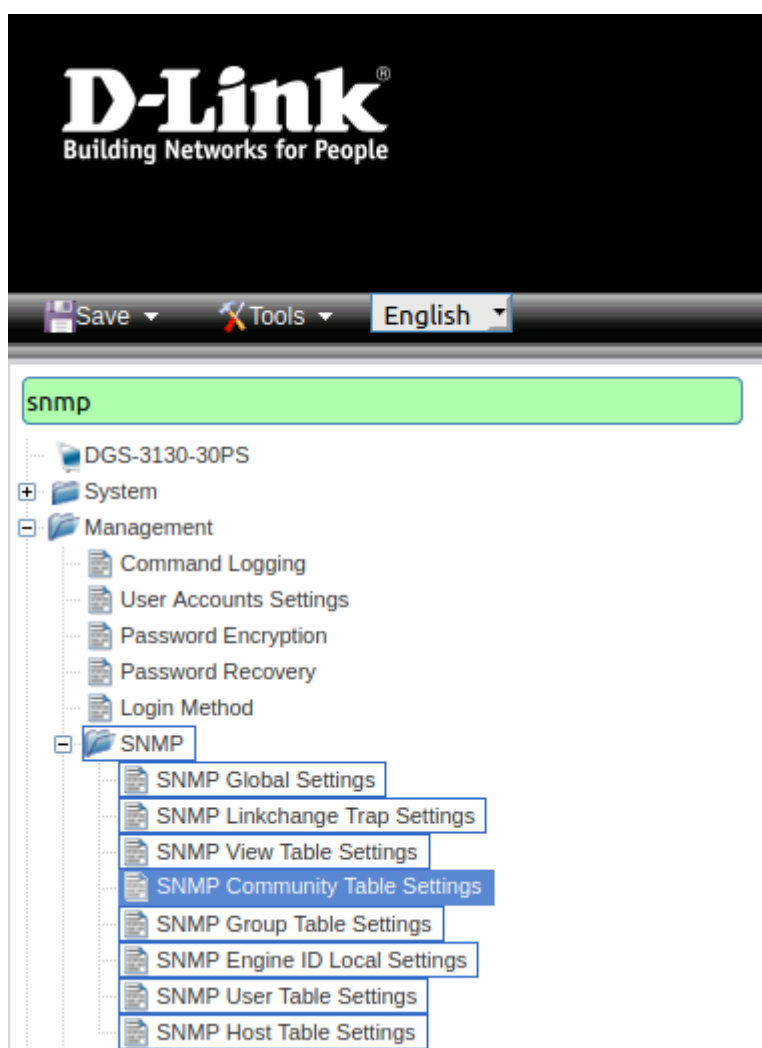 D-Link®
Building Networks for People
Save Tools English
snmp
DGS-3130-30PS
System
Management
Command Logging
User Accounts Settings
Password Encryption
Password Recovery
Login Method
SNMP
SNMP Global Settings
SNMP Linkchange Trap Settings
SNMP View Table Settings
SNMP Community Table Settings
SNMP Group Table Settings
SNMP Engine ID Local Settings
SNMP User Table Settings
SNMP Host Table Settings